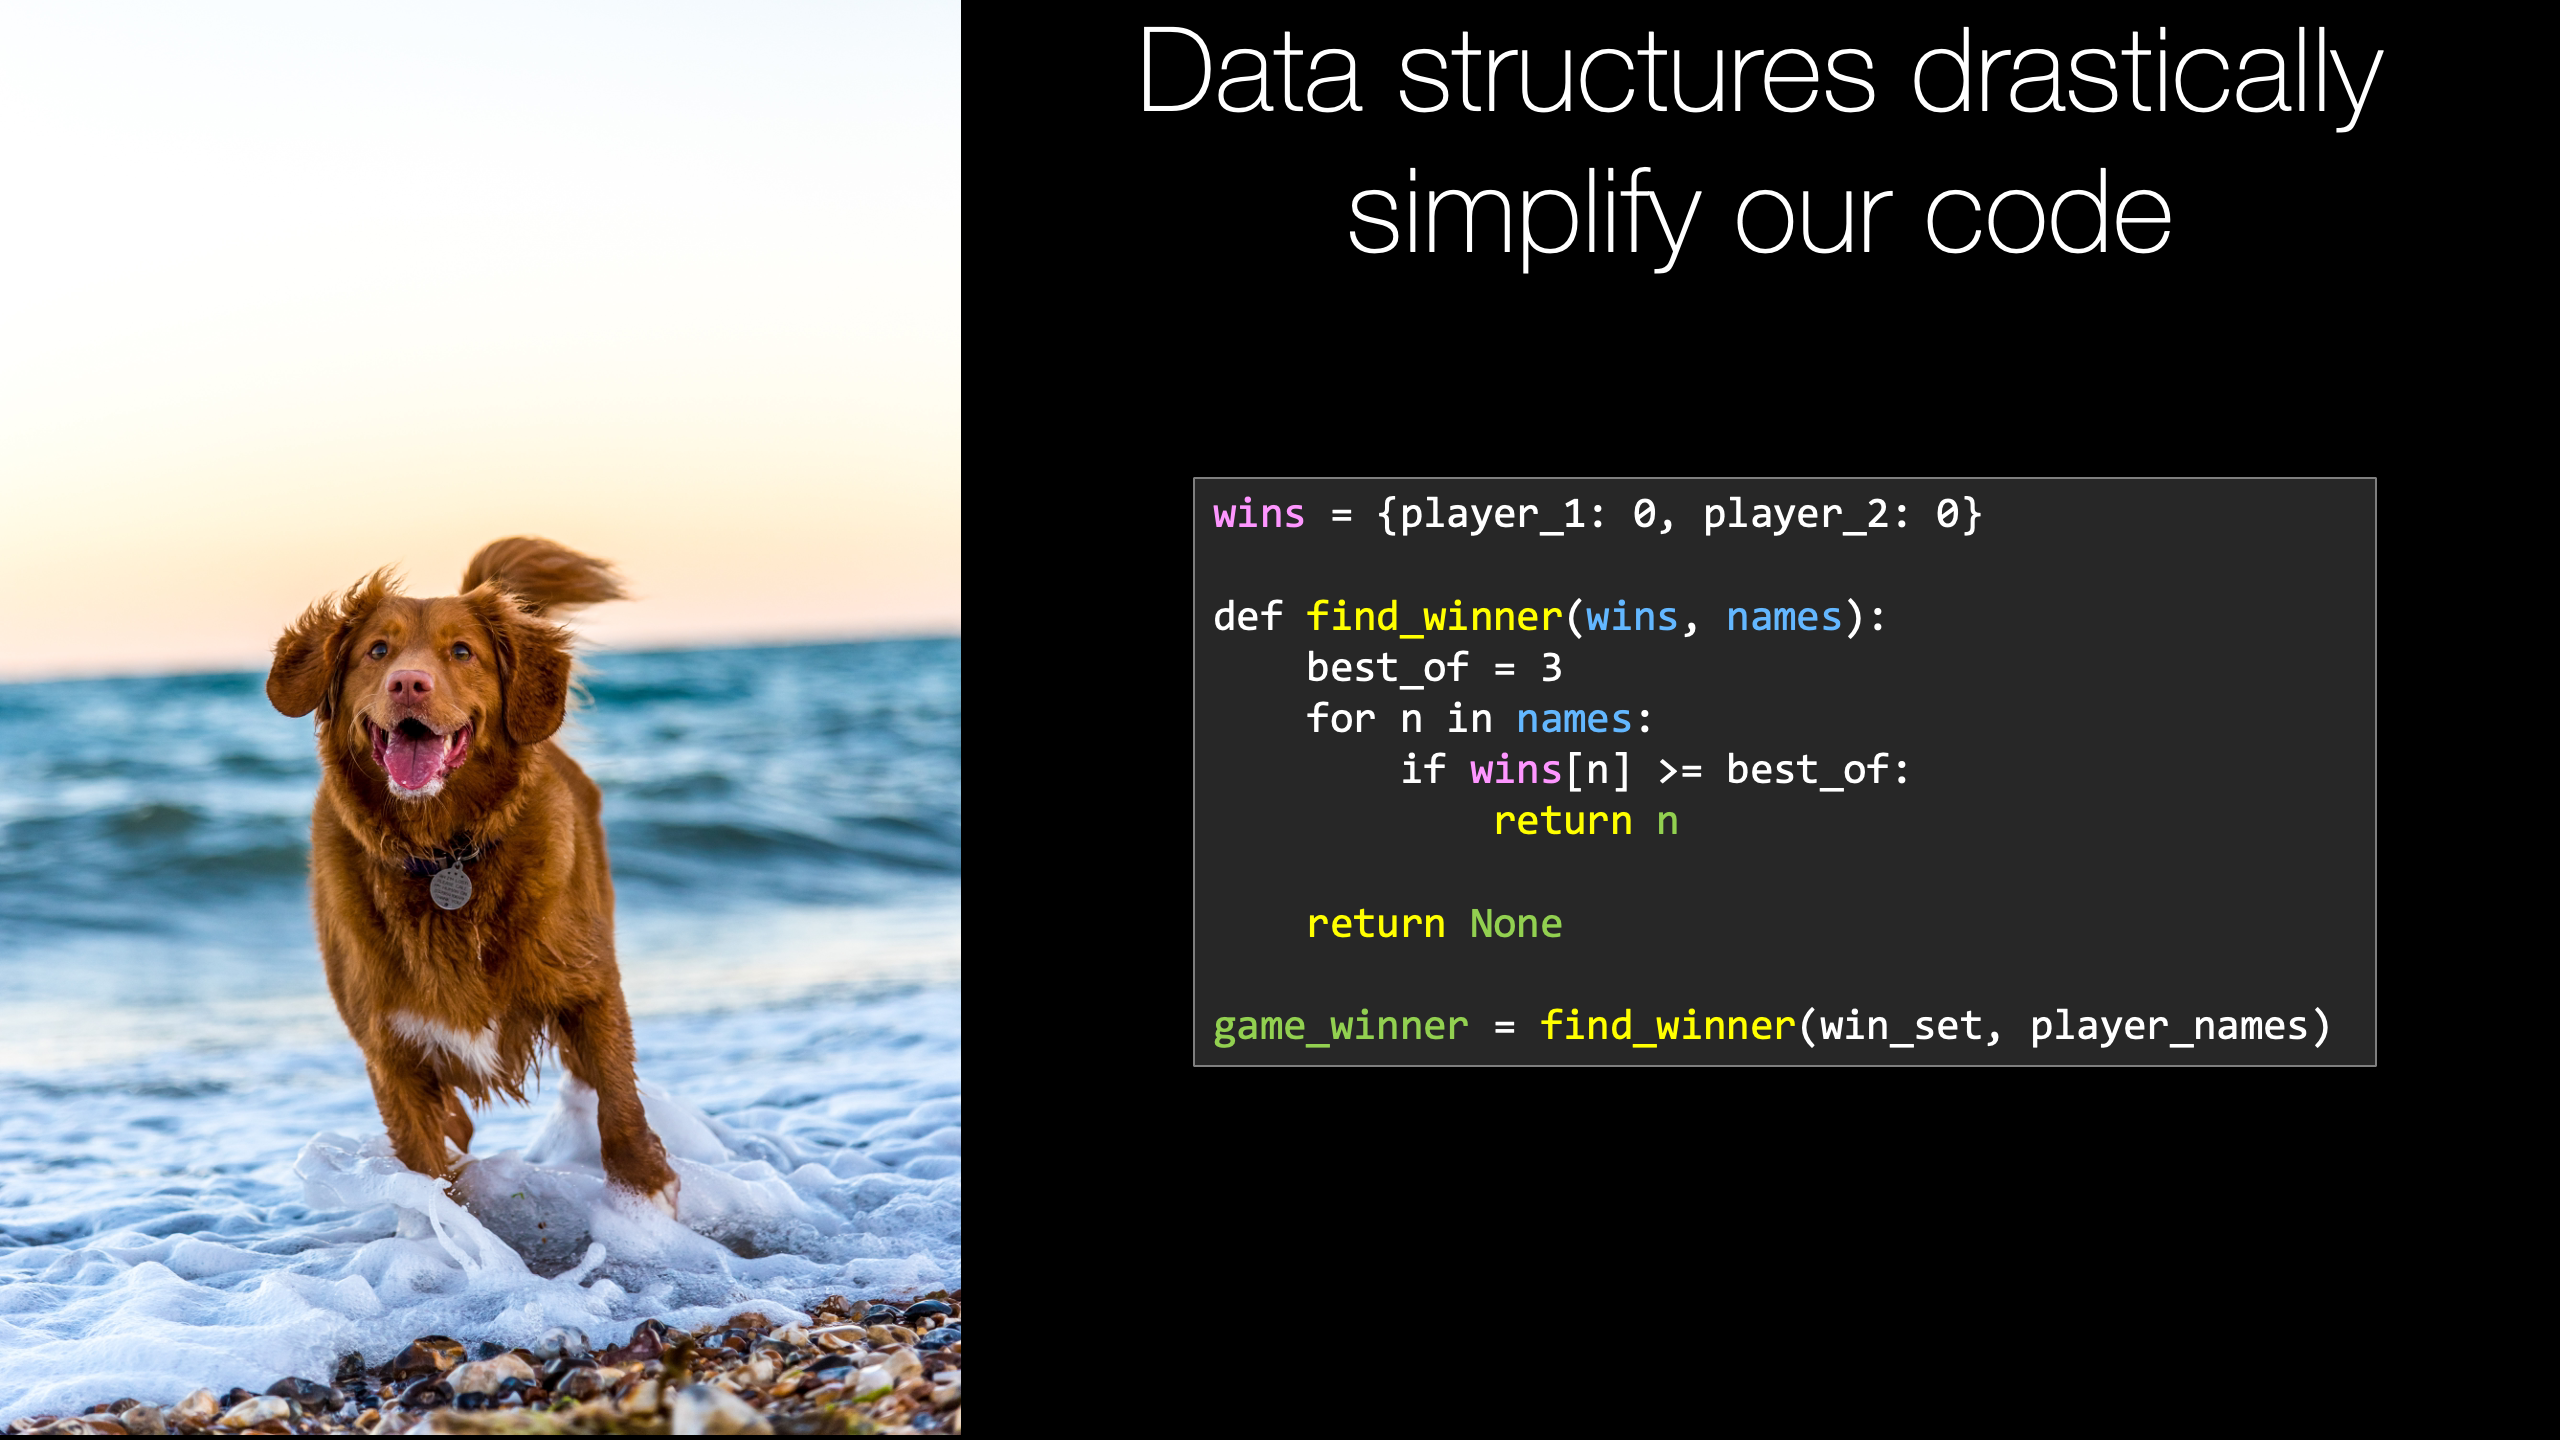 Data structures drastically
simplify our code
wins = {player_1: 0, player_2: 0}
def find_winner(wins, names):
    best_of = 3
    for n in names:
        if wins[n] >= best_of:
            return n
    return None
game_winner = find_winner(win_set, player_names)